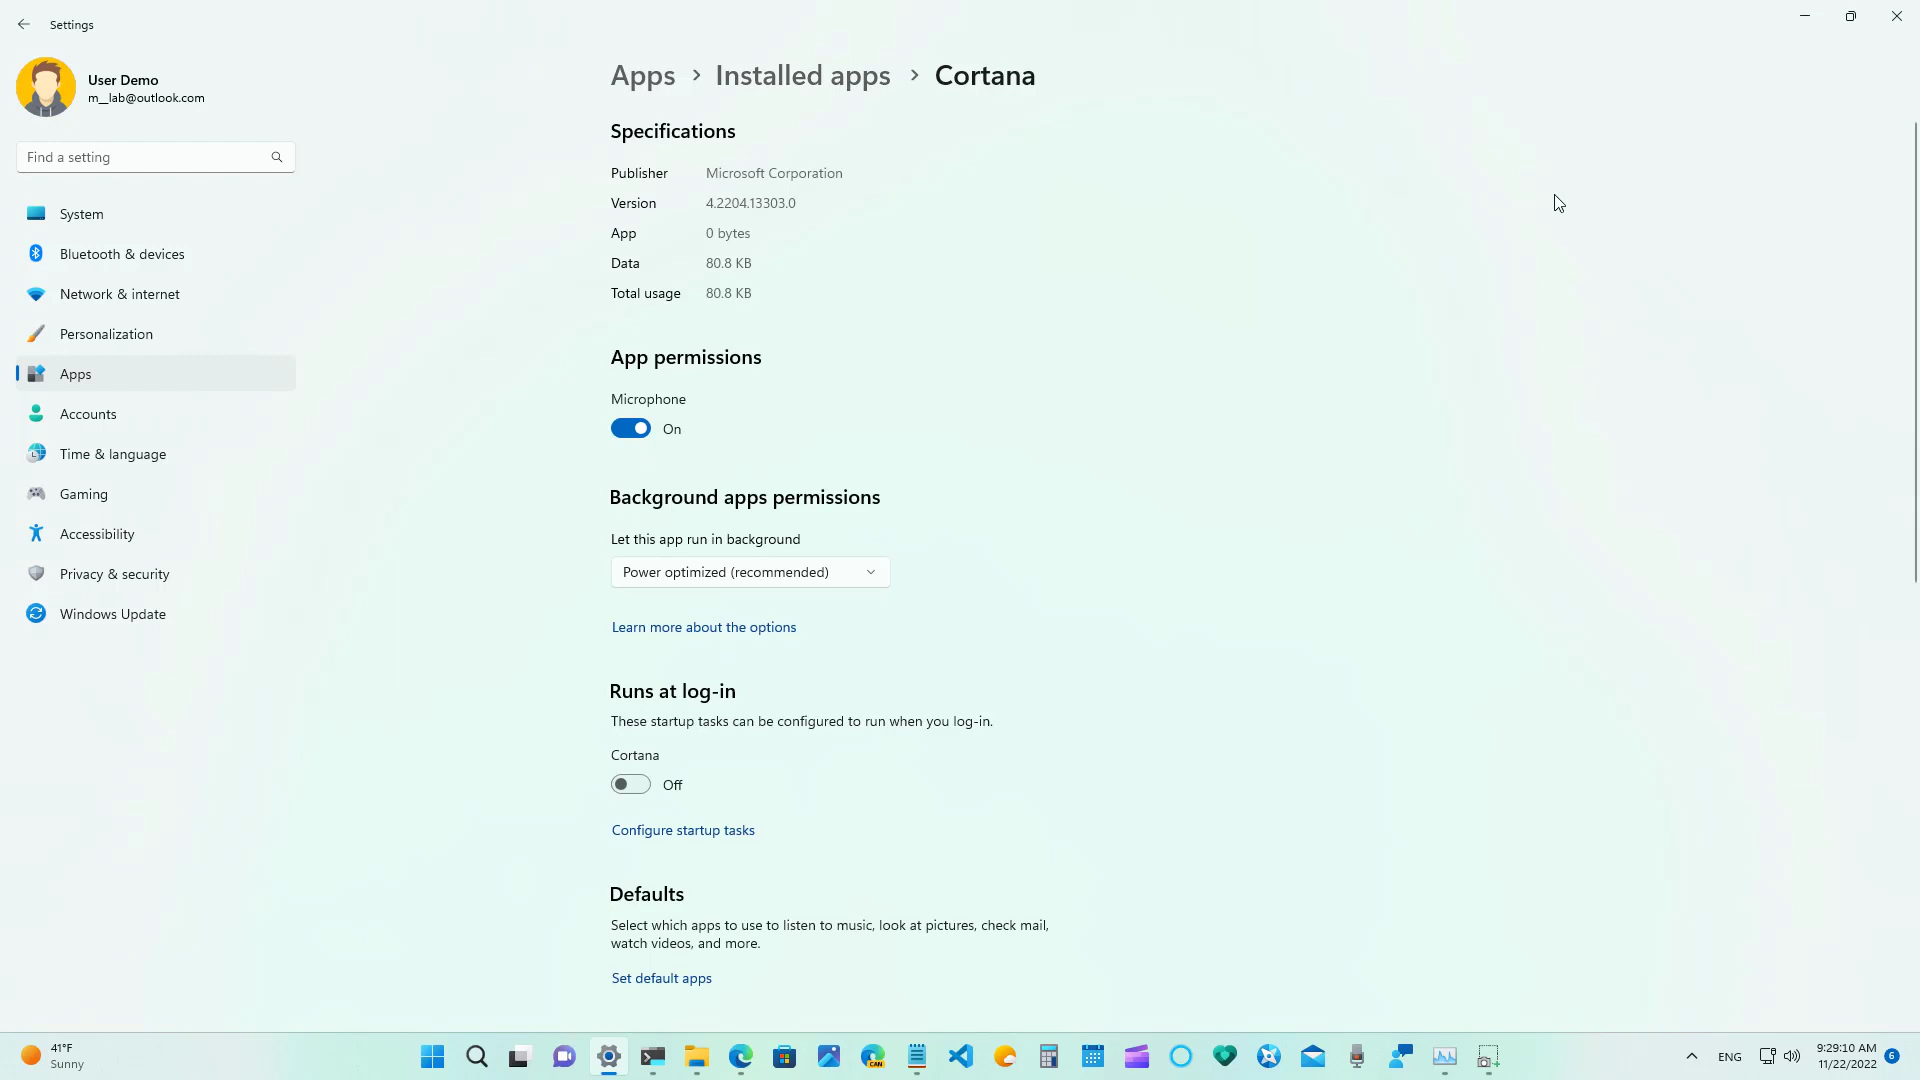 Settings
User Demo
m__lab@outlook.com
Find a setting
System
Bluetooth & devices
Network & internet
Personalization
Apps
Accounts
Time & language
Gaming
Accessibility
Privacy & security
Windows Update
Apps > Installed apps > Cortana
Specifications
Publisher Microsoft Corporation
Version 4.2204.13303.0
App 0 bytes
Data 80.8 KB
Total usage 80.8 KB
App permissions
Microphone
On
Background apps permissions
Let this app run in background
Power optimized (recommended)
Learn more about the options
Runs at log-in
These startup tasks can be configured to run when you log-in.
Cortana
Off
Configure startup tasks
Defaults
Select which apps to use to listen to music, look at pictures, check mail,
watch videos, and more.
Set default apps
41°F
Sunny
CAN
ENG
9:29:10 AM
11/22/2022
6